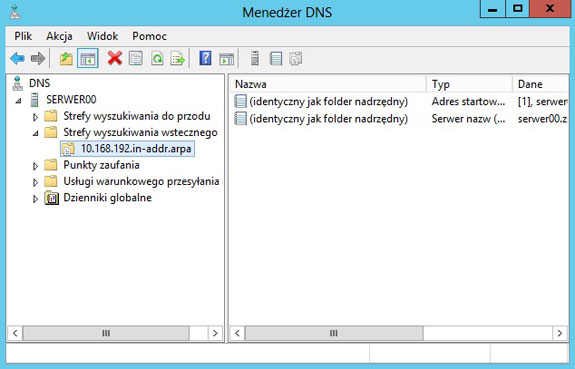 Menedżer DNS
Plik Akcja Widok Pomoc
DNS
SERWER00
Strefy wyszukiwania do przodu
Strefy wyszukiwania wstecznego
10.168.192.in-addr.arpa
Punkty zaufania
Usługi warunkowego przesyłania
Dzienniki globalne
Nazwa Typ Dane
(identyczny jak folder nadrzędny) Adres startow... [1], serwer
(identyczny jak folder nadrzędny) Serwer nazw (... serwer00.z